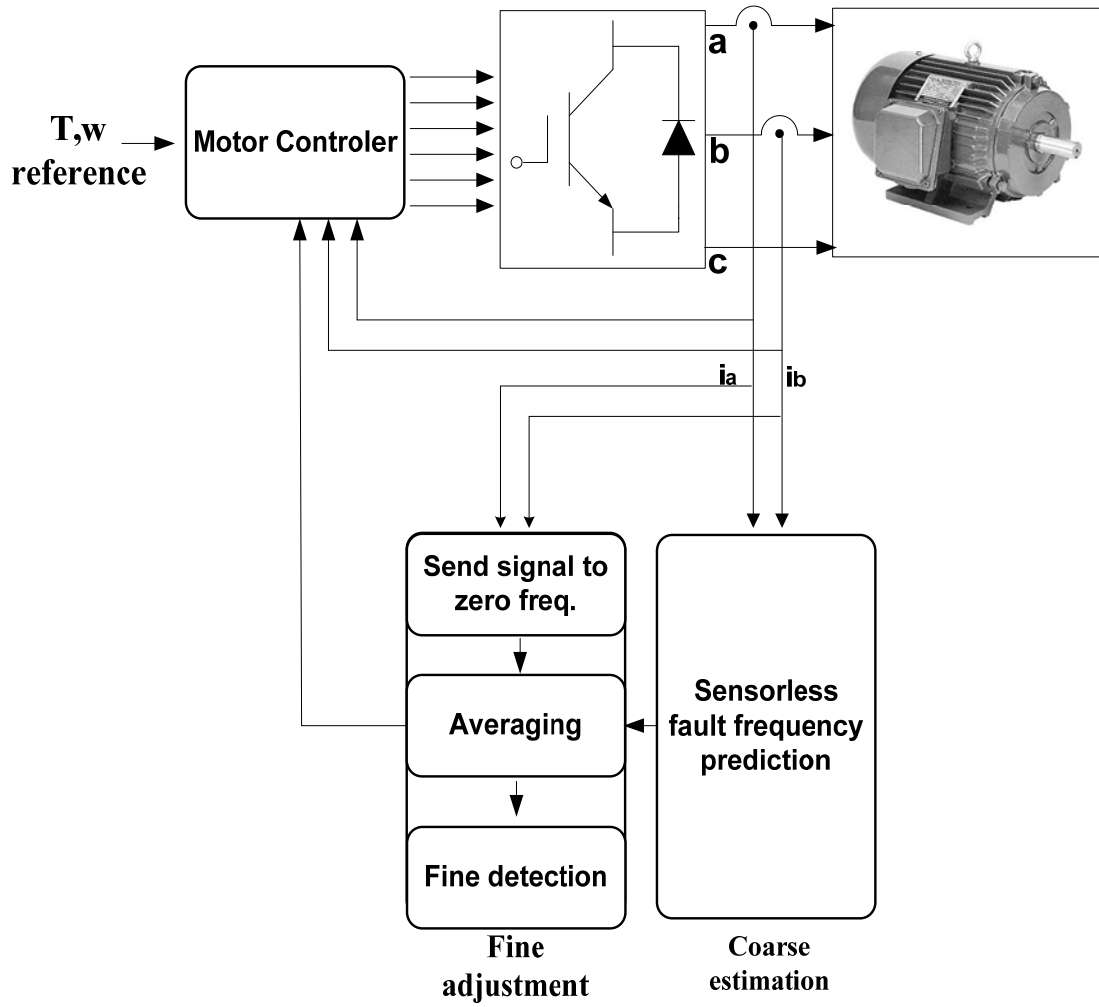 T,w
reference
Motor Controler
a
b
c
ia
ib
Send signal to
zero freq.
Averaging
Fine detection
Sensorless
fault frequency
prediction
Fine
adjustment
Coarse
estimation